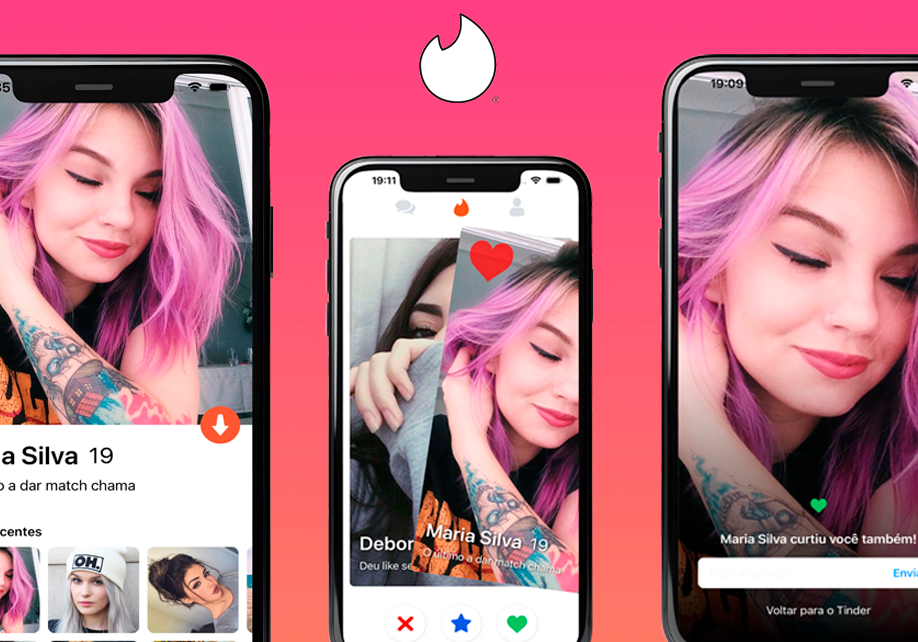 a Silva 19
o a dar match chama
centes
OH.
19:11
Debor
Deu like se
Maria Silva 19
O último a dar match chama
19:09
Maria Silva curtiu você também!
Envia
Voltar para o Tinder